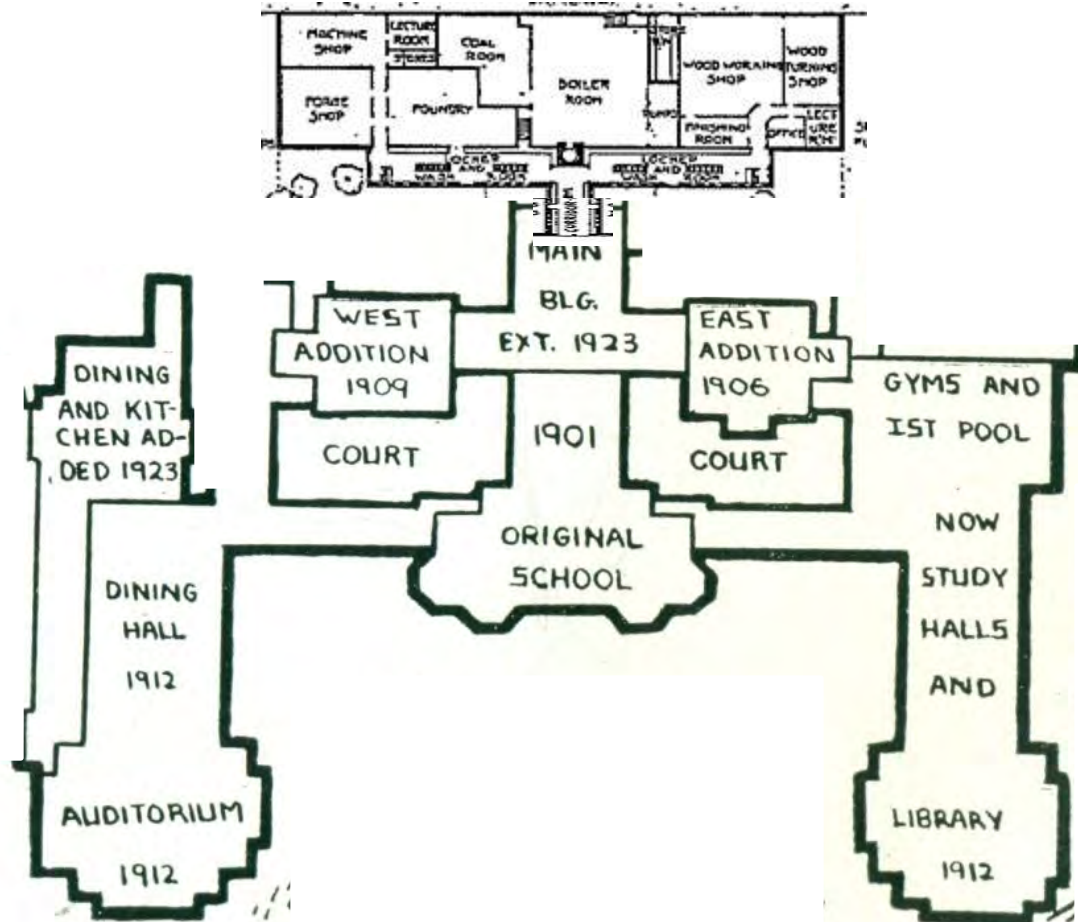 MACHINE
SHOP
LECTURE
ROOM
STORES
COAL
ROOM
BOILER
ROOM
WOOD WORKING
SHOP
WOOD
TURNING
SHOP
FORGE
SHOP
FOUNDRY
PUMPS
FINISHING
ROOM
OFFICE
LECT
URE
R'M
LOCKER
AND
WASH ROOM
LOCKER
AND
WASH ROOM
CORRIDOR
MAIN
BLG.
EXT. 1923
WEST
ADDITION
1909
EAST
ADDITION
1906
DINING
AND KIT-
CHEN AD-
DED 1923
GYMS AND
1ST POOL
COURT
1901
COURT
ORIGINAL
SCHOOL
NOW
STUDY
HALLS
AND
DINING
HALL
1912
AUDITORIUM
1912
LIBRARY
1912